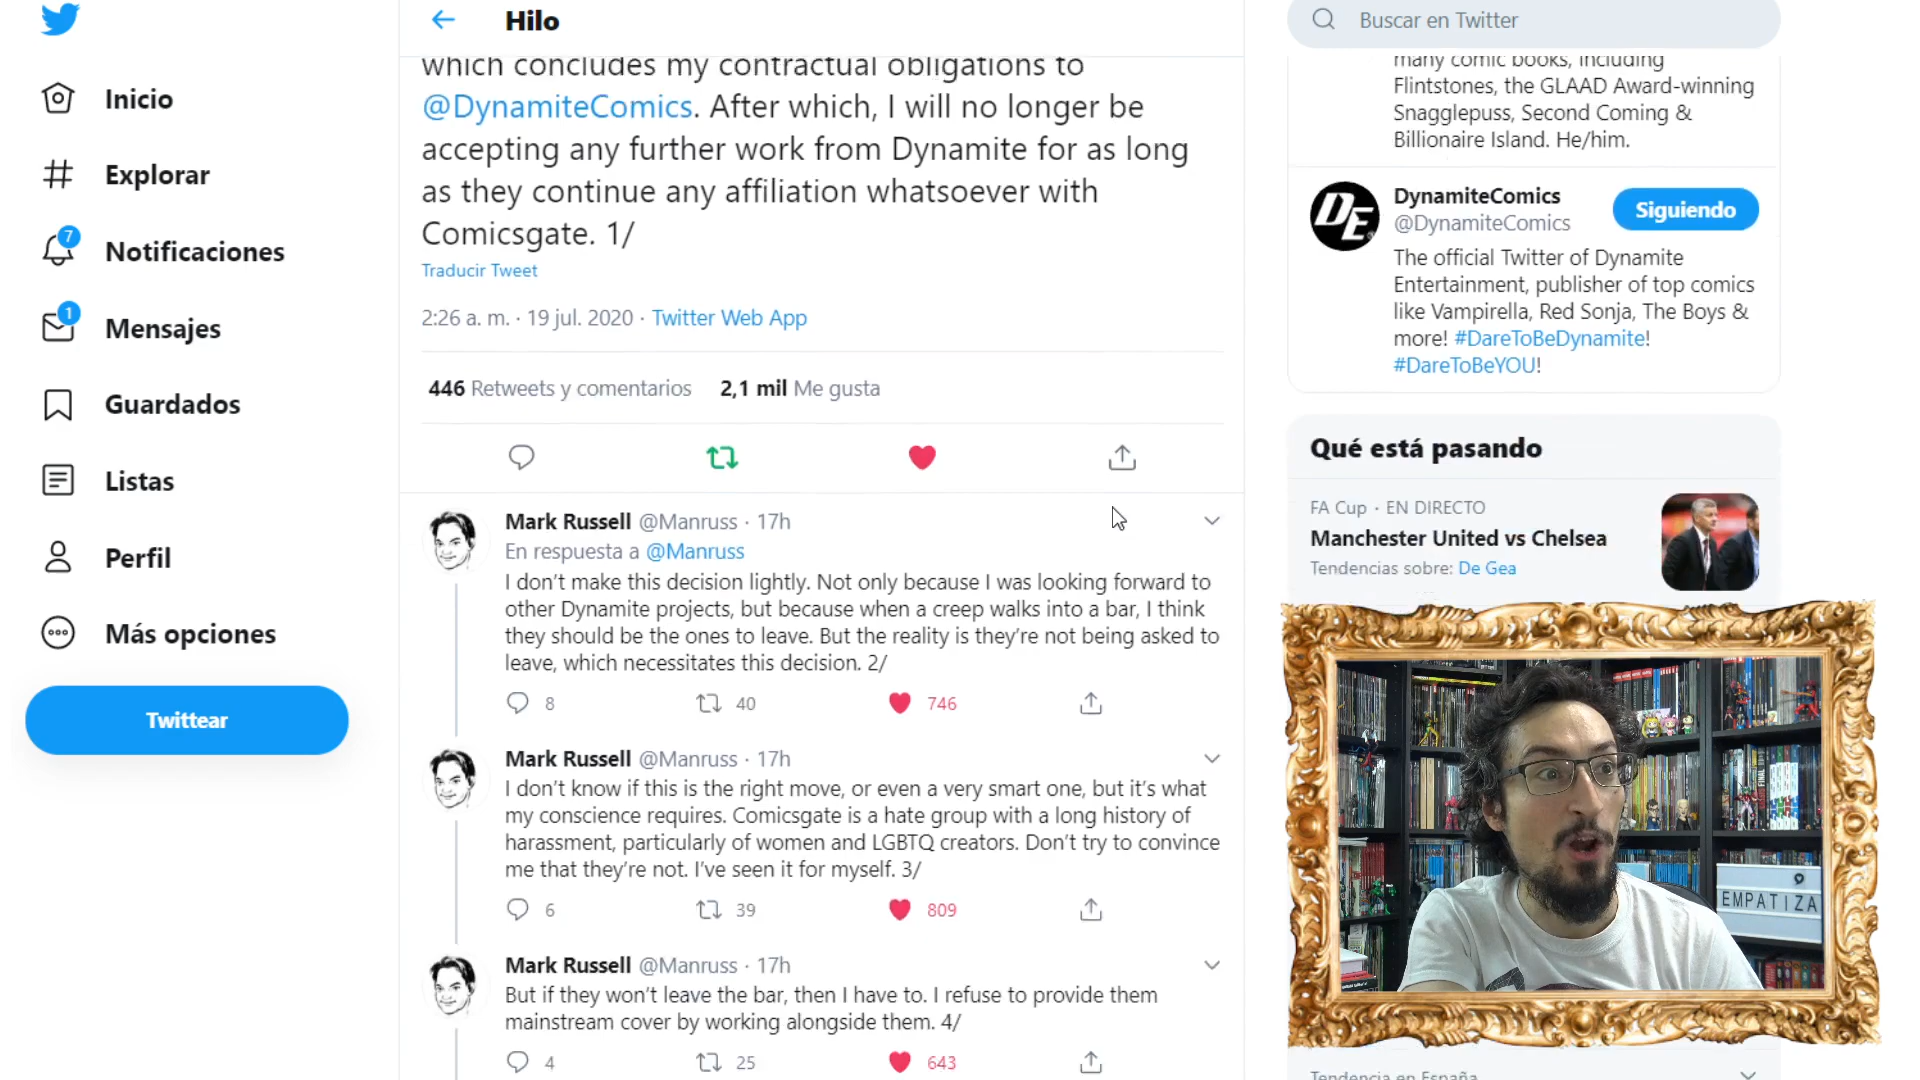 Inicio
Explorar
7
Notificaciones
1
Mensajes
Guardados
Listas
Perfil
Más opciones
Twittear
Hilo
which concludes my contractual obligations to
@DynamiteComics. After which, I will no longer be
accepting any further work from Dynamite for as long
as they continue any affiliation whatsoever with
Comicsgate. 1/
Traducir Tweet
2:26 a. m. · 19 jul. 2020 · Twitter Web App
446 Retweets y comentarios 2,1 mil Me gusta
Mark Russell @Manruss · 17h
En respuesta a @Manruss
I don't make this decision lightly. Not only because I was looking forward to
other Dynamite projects, but because when a creep walks into a bar, I think
they should be the ones to leave. But the reality is they're not being asked to
leave, which necessitates this decision. 2/
8 40 746
Mark Russell @Manruss · 17h
I don't know if this is the right move, or even a very smart one, but it's what
my conscience requires. Comicsgate is a hate group with a long history of
harassment, particularly of women and LGBTQ creators. Don't try to convince
me that they're not. I've seen it for myself. 3/
6 39 809
Mark Russell @Manruss · 17h
But if they won't leave the bar, then I have to. I refuse to provide them
mainstream cover by working alongside them. 4/
4 25 643
Buscar en Twitter
many comic books, including
Flintstones, the GLAAD Award-winning
Snagglepuss, Second Coming &
Billionaire Island. He/him.
DE
DynamiteComics
@DynamiteComics
Siguiendo
The official Twitter of Dynamite
Entertainment, publisher of top comics
like Vampirella, Red Sonja, The Boys &
more! #DareToBeDynamite!
#DareToBeYOU!
Qué está pasando
FA Cup · EN DIRECTO
Manchester United vs Chelsea
Tendencias sobre: De Gea
EMPATIZA
Tendencia en España